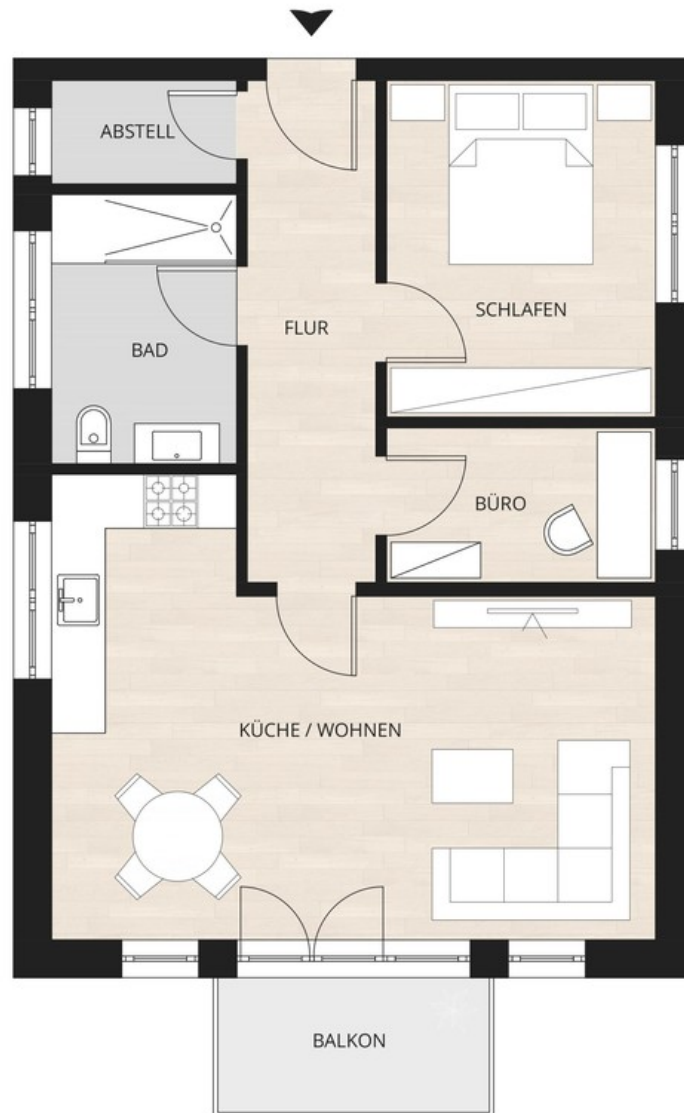 ABSTELL
SCHLAFEN
FLUR
BAD
BÜRO
KÜCHE / WOHNEN
BALKON